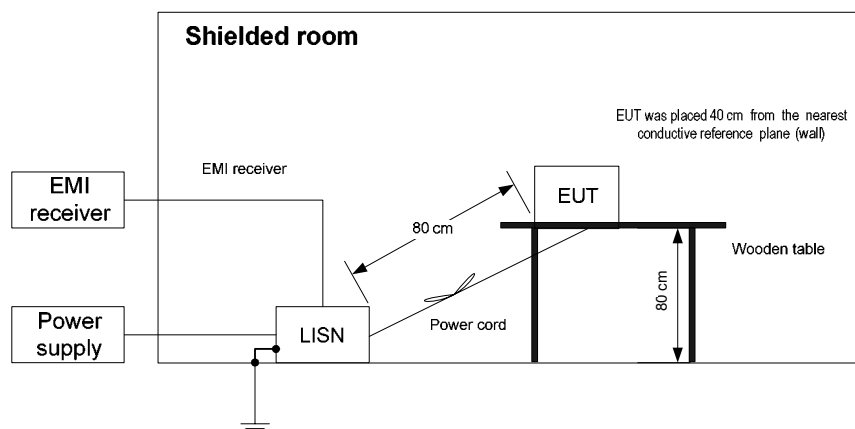 Shielded room
EUT was placed 40 cm from the nearest
conductive reference plane (wall)
EMI receiver
EMI
receiver
EUT
80 cm
Wooden table
80 cm
Power
supply
LISN
Power cord